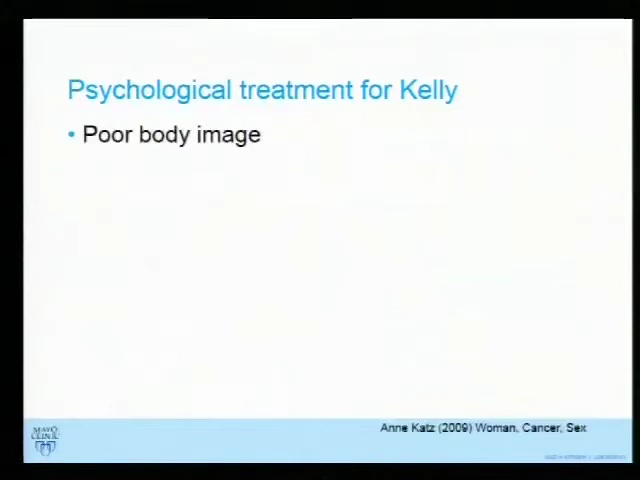 Psychological treatment for Kelly
• Poor body image
MAYO
CLINIC
Anne Katz (2009) Woman, Cancer, Sex